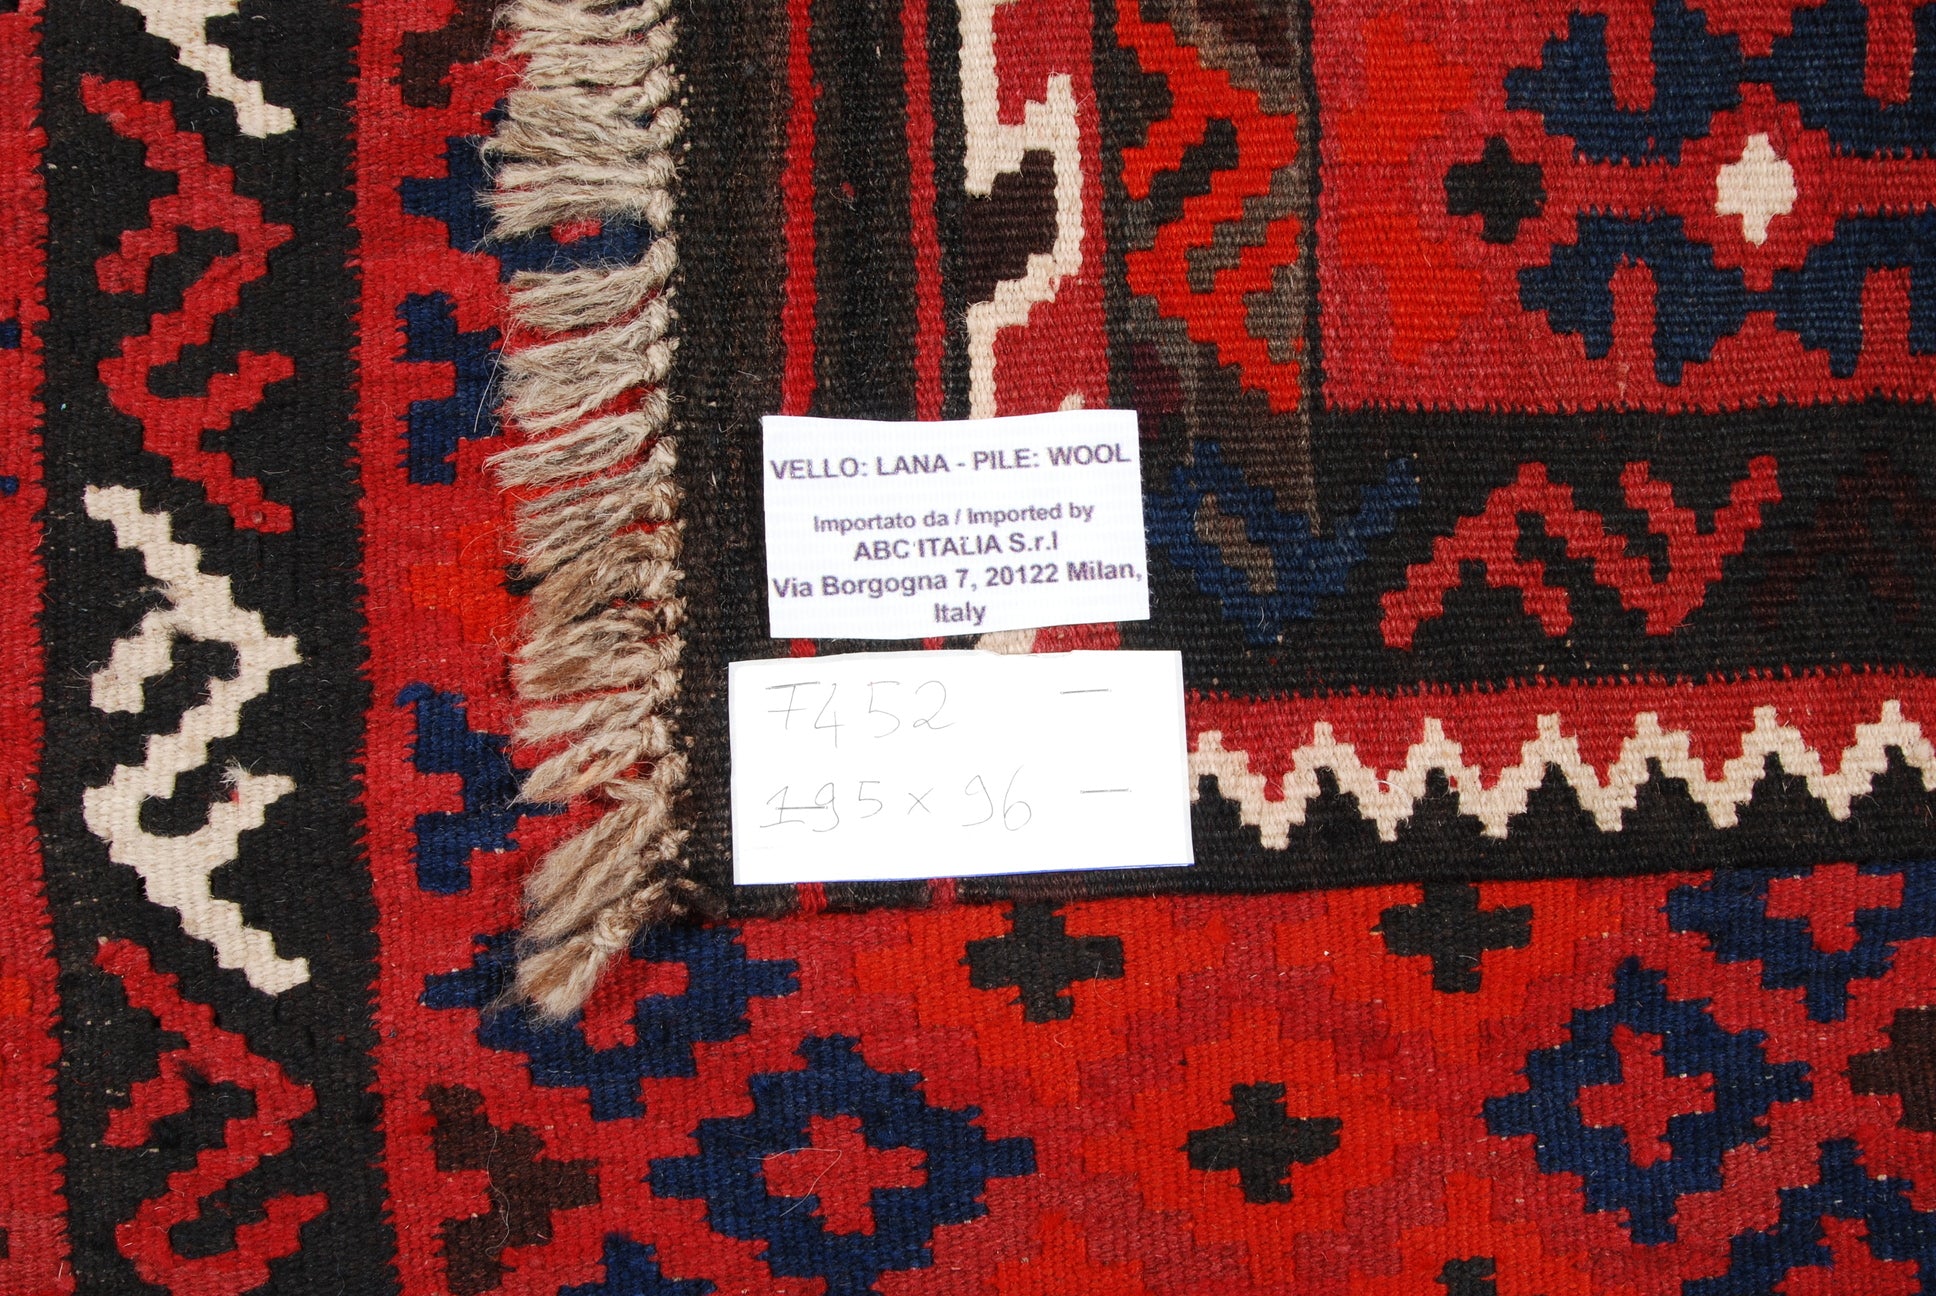 VELLO: LANA - PILE: WOOL
Importato da / Imported by
ABC ITALIA S.r.l
Via Borgogna 7, 20122 Milan,
Italy
7452 —
195 x 96 —